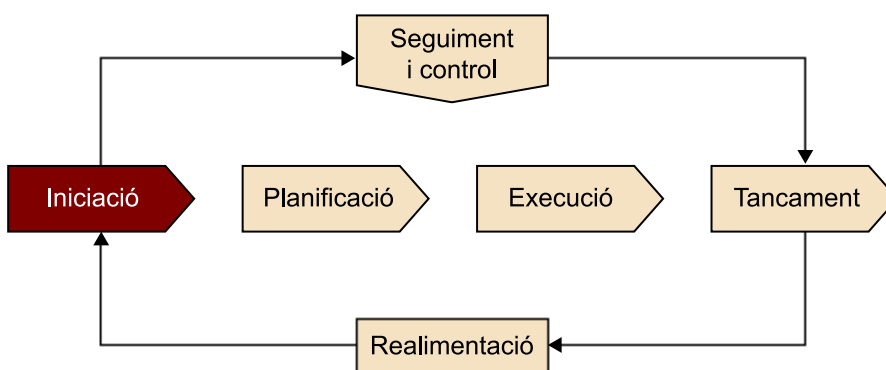 Seguiment
i control
Iniciació
Planificació
Execució
Tancament
Realimentació